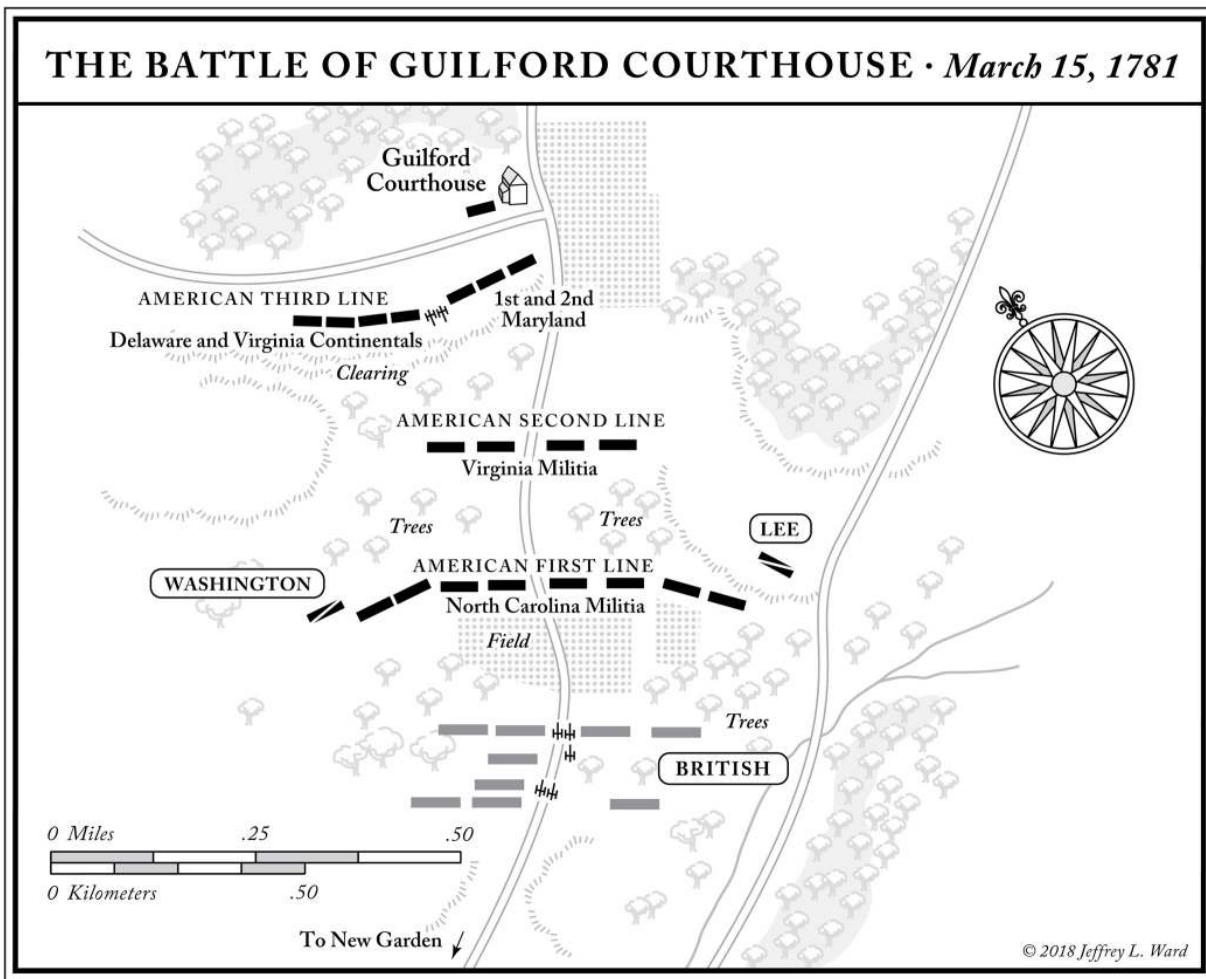 THE BATTLE OF GUILFORD COURTHOUSE · March 15, 1781
Guilford
Courthouse
AMERICAN THIRD LINE
1st and 2nd
Maryland
Delaware and Virginia Continentals
Clearing
AMERICAN SECOND LINE
Virginia Militia
Trees
Trees
LEE
AMERICAN FIRST LINE
WASHINGTON
North Carolina Militia
Field
Trees
BRITISH
0 Miles .25 .50
0 Kilometers .50
To New Garden
© 2018 Jeffrey L. Ward